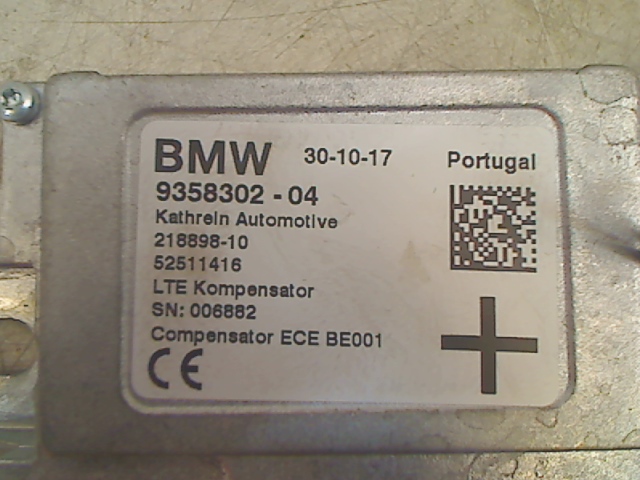 BMW 30-10-17 Portugal
9358302 - 04
Kathrein Automotive
218898-10
52511416
LTE Kompensator
SN: 006882
Compensator ECE BE001
CE